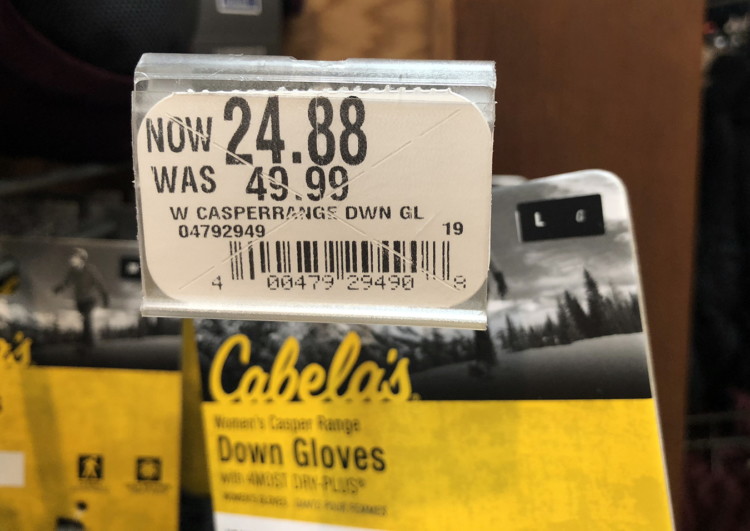 NOW 24.88
WAS 49.99
W CASPERRANGE DWN GL
04792949 19
4 00479 29490 8
L G
Cabela's
Women's Casper Range
Down Gloves
with 4MOST DRY-PLUS®